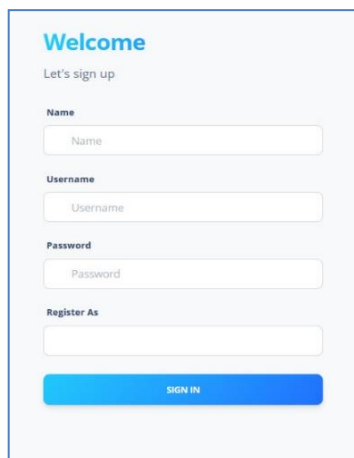 Welcome
Let's sign up
Name
Name
Username
Username
Password
Password
Register As
SIGN IN